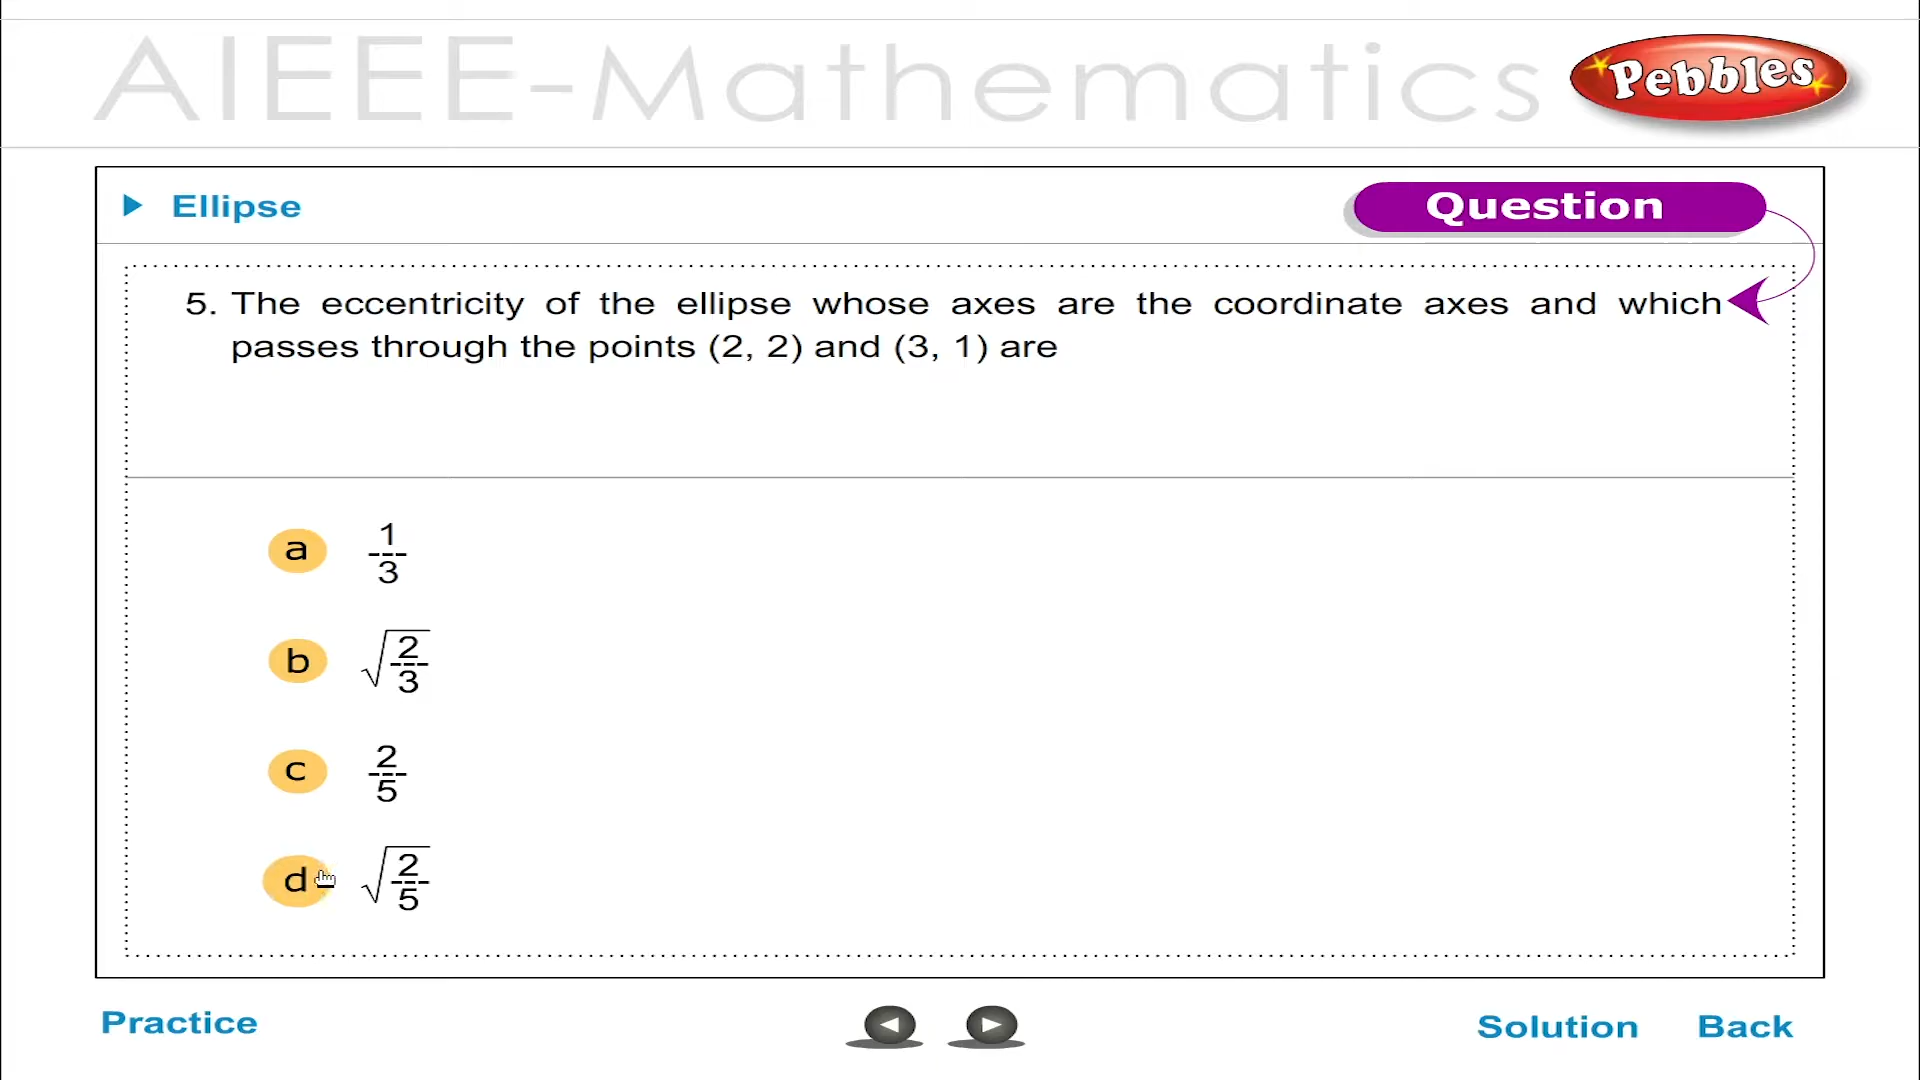 AIEEE-Mathematics
Pebbles
Ellipse
Question
5. The eccentricity of the ellipse whose axes are the coordinate axes and which
passes through the points (2, 2) and (3, 1) are
a 1/3
b √(2/3)
c 2/5
d √(2/5)
Practice
Solution
Back